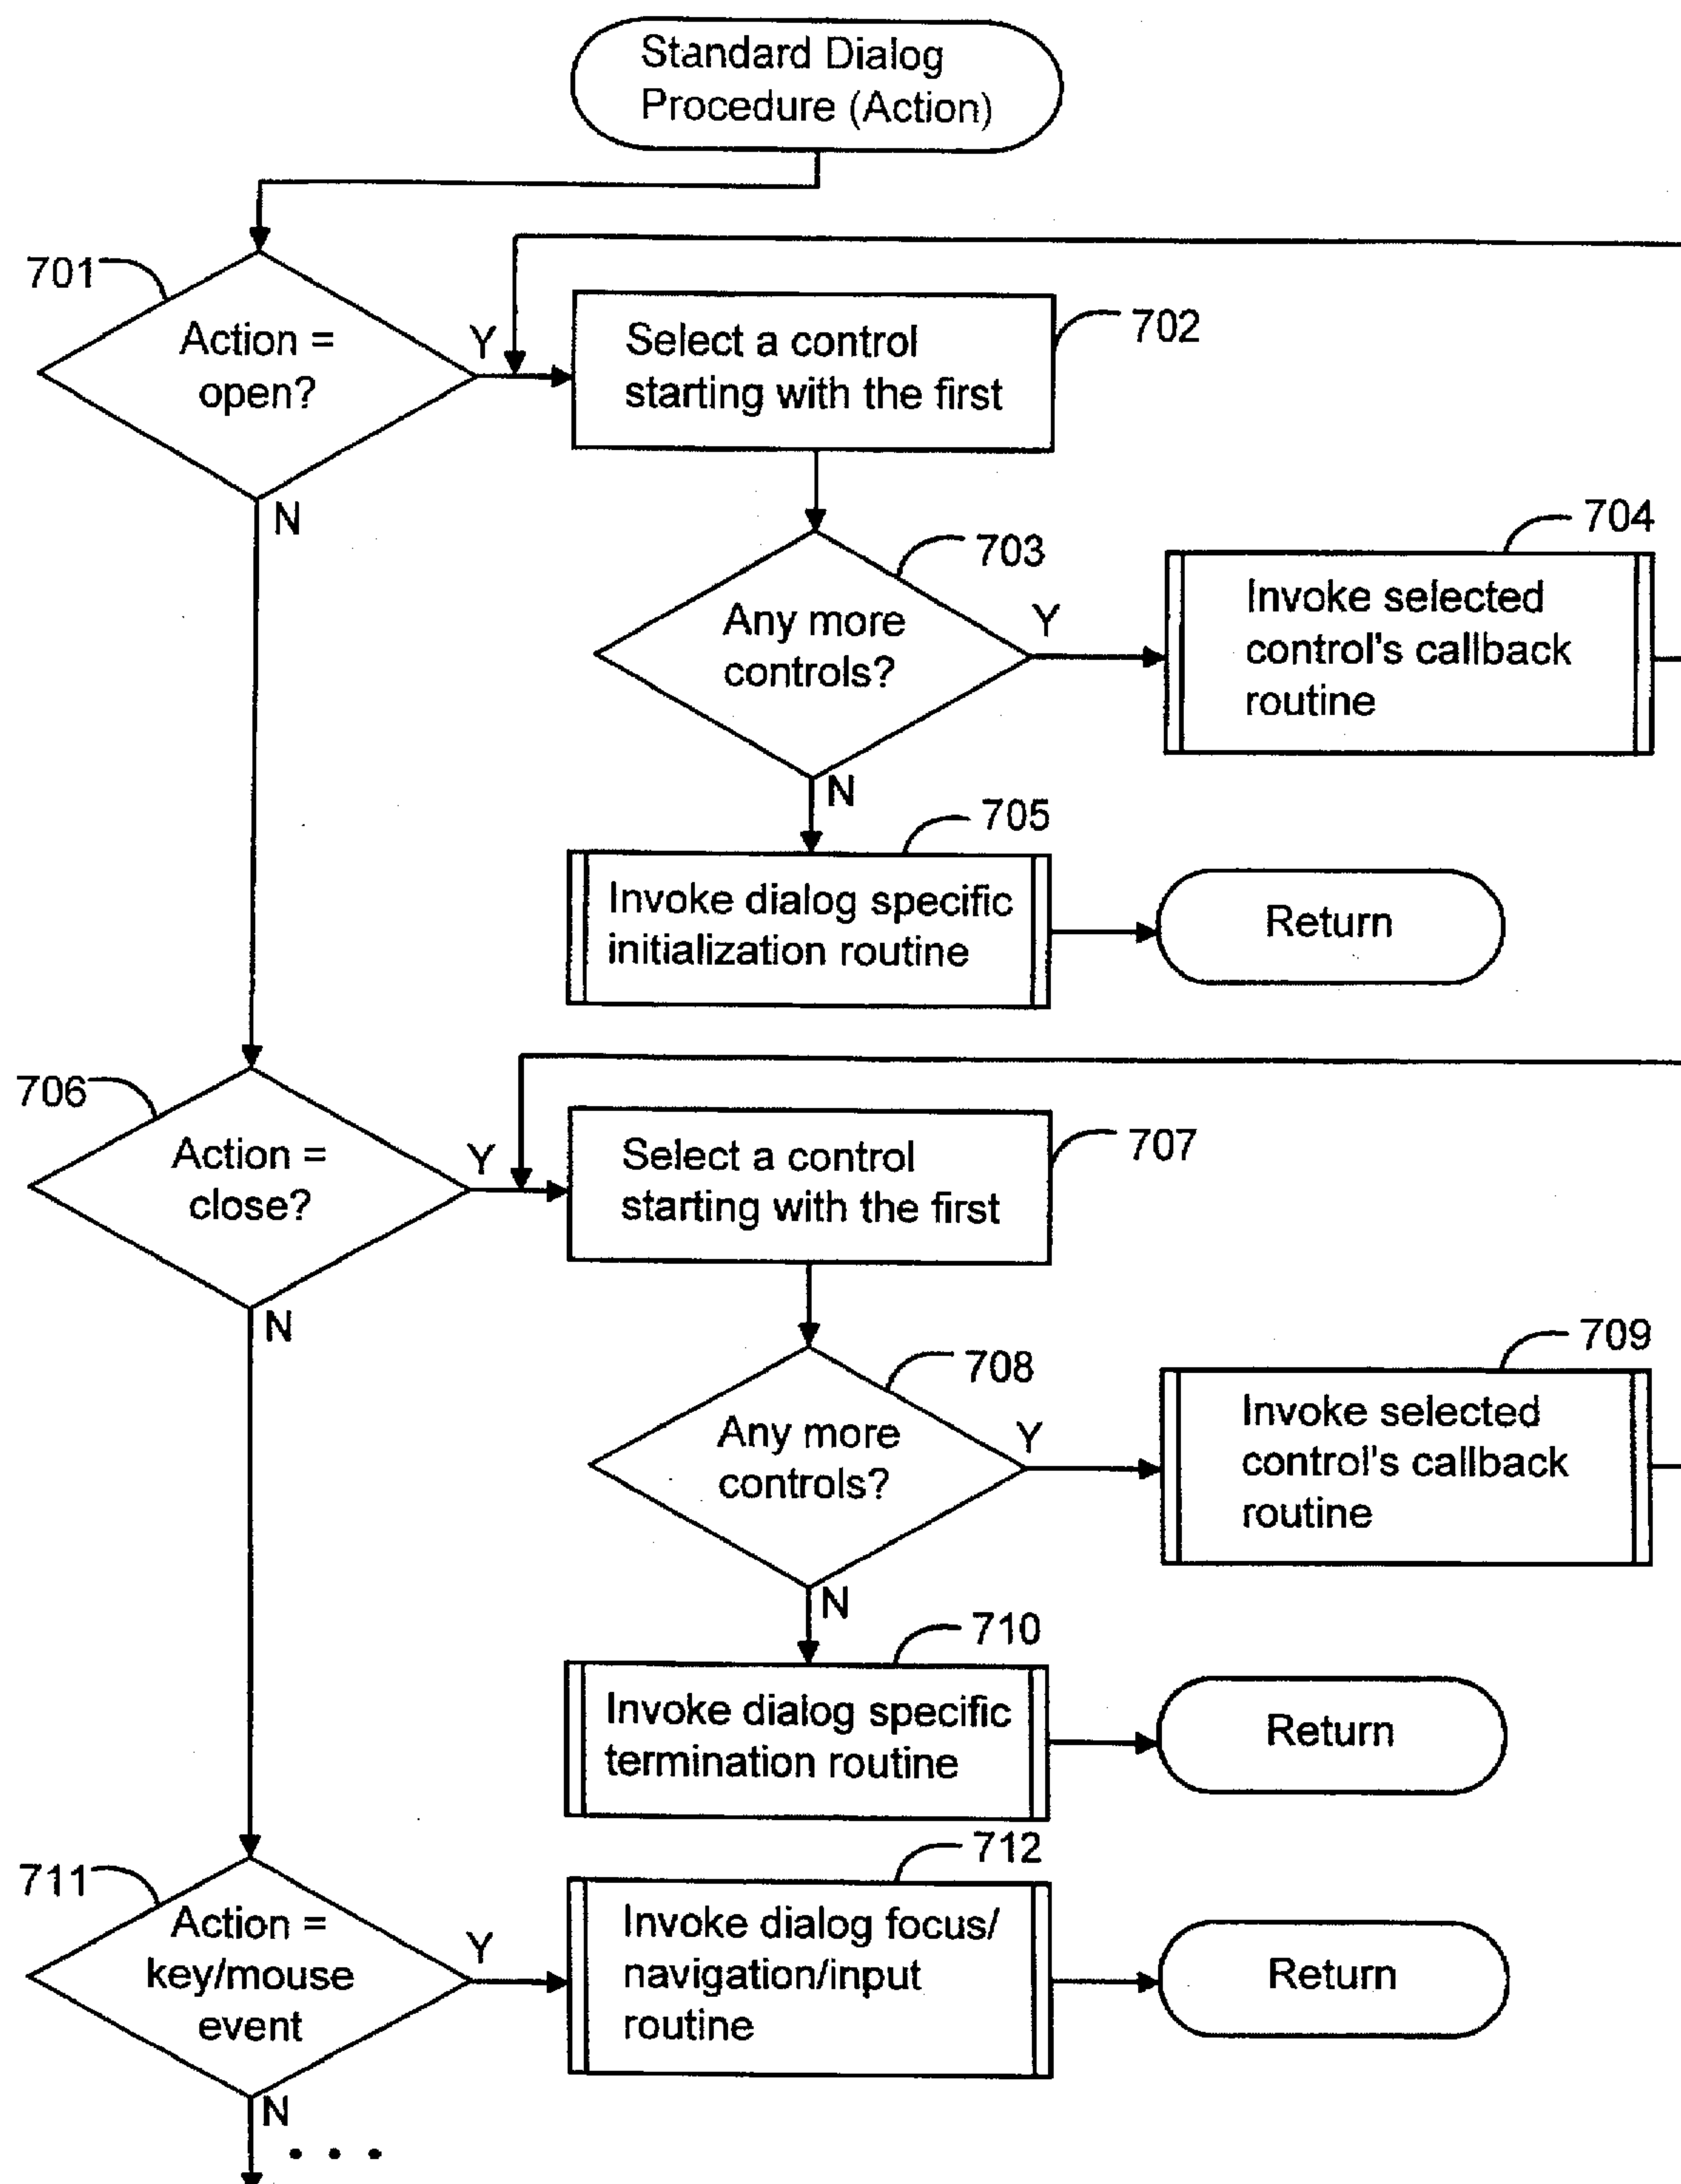 Standard Dialog
Procedure (Action)
701
Action =
open?
Y
N
Select a control
starting with the first
702
703
Any more
controls?
Y
N
704
Invoke selected
control's callback
routine
705
Invoke dialog specific
initialization routine
Return
706
Action =
close?
Y
N
Select a control
starting with the first
707
708
Any more
controls?
Y
N
709
Invoke selected
control's callback
routine
710
Invoke dialog specific
termination routine
Return
711
Action =
key/mouse
event
Y
N
712
Invoke dialog focus/
navigation/input
routine
Return
. . .